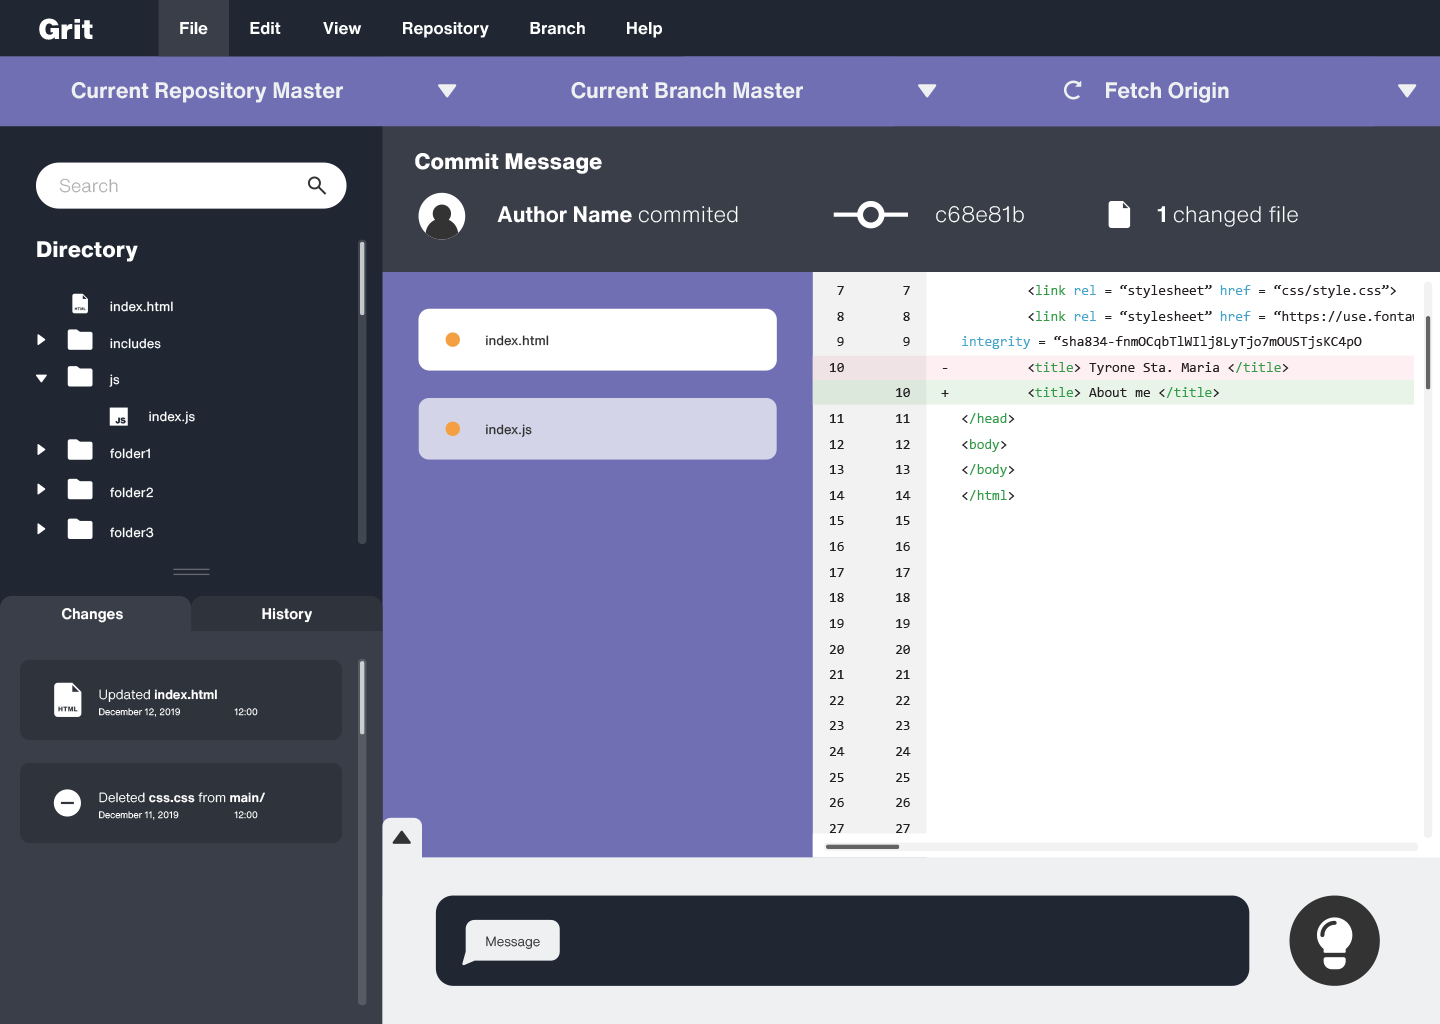 Grit
File Edit View Repository Branch Help
Current Repository Master
Current Branch Master
Fetch Origin
Search
Directory
HTML index.html
includes
js
JS index.js
folder1
folder2
folder3
Changes
History
HTML
Updated index.html
December 12, 2019 12:00
Deleted css.css from main/
December 11, 2019 12:00
Commit Message
Author Name commited
c68e81b
1 changed file
index.html
index.js
7 7 <link rel = “stylesheet” href = “css/style.css”>
8 8 <link rel = “stylesheet” href = “https://use.fontaw
9 9 integrity = “sha834-fnmOCqbTlWIlj8LyTjo7mOUSTjsKC4pO
10 - <title> Tyrone Sta. Maria </title>
10 + <title> About me </title>
11 11 </head>
12 12 <body>
13 13 </body>
14 14 </html>
15 15
16 16
17 17
18 18
19 19
20 20
21 21
22 22
23 23
24 24
25 25
26 26
27 27
Message